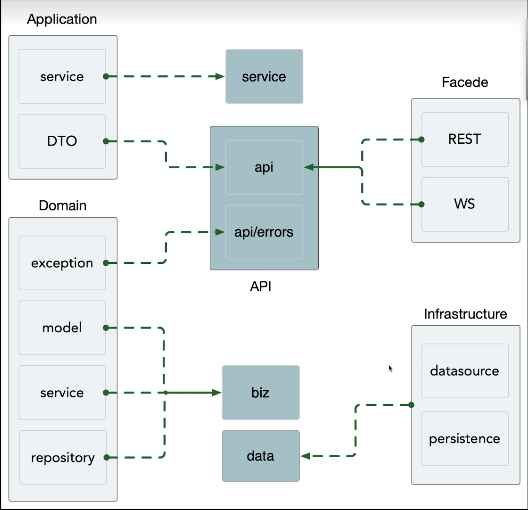 Application
service
DTO
service
Facede
REST
WS
api
api/errors
API
Domain
exception
model
service
repository
biz
data
Infrastructure
datasource
persistence